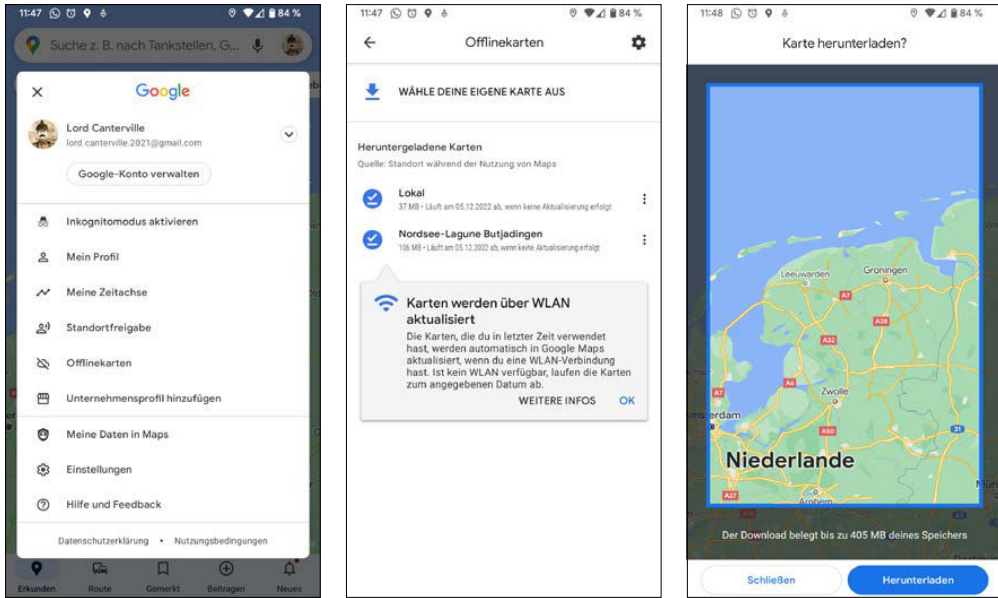 11:47 84 %
Suche z. B. nach Tankstellen, G...
Google
Lord Canterville
lord.canterville.2021@gmail.com
Google-Konto verwalten
Inkognitomodus aktivieren
Mein Profil
Meine Zeitachse
Standortfreigabe
Offlinekarten
Unternehmensprofil hinzufügen
Meine Daten in Maps
Einstellungen
Hilfe und Feedback
Datenschutzerklärung • Nutzungsbedingungen
Erkunden Route Gemerkt Beitragen Neues
11:47 84 %
Offlinekarten
WÄHLE DEINE EIGENE KARTE AUS
Heruntergeladene Karten
Quelle: Standort während der Nutzung von Maps
Lokal
37 MB • Läuft am 05.12.2022 ab, wenn keine Aktualisierung erfolgt
Nordsee-Lagune Butjadingen
106 MB • Läuft am 05.12.2022 ab, wenn keine Aktualisierung erfolgt
Karten werden über WLAN
aktualisiert
Die Karten, die du in letzter Zeit verwendet
hast, werden automatisch in Google Maps
aktualisiert, wenn du eine WLAN-Verbindung
hast. Ist kein WLAN verfügbar, laufen die Karten
zum angegebenen Datum ab.
WEITERE INFOS OK
11:48 84 %
Karte herunterladen?
Leeuwarden Groningen
A7
A28
A32
A6
A7
Zwolle
erdam
A50
31
Niederlande
A27
Arnhem
Der Download belegt bis zu 405 MB deines Speichers
Schließen Herunterladen